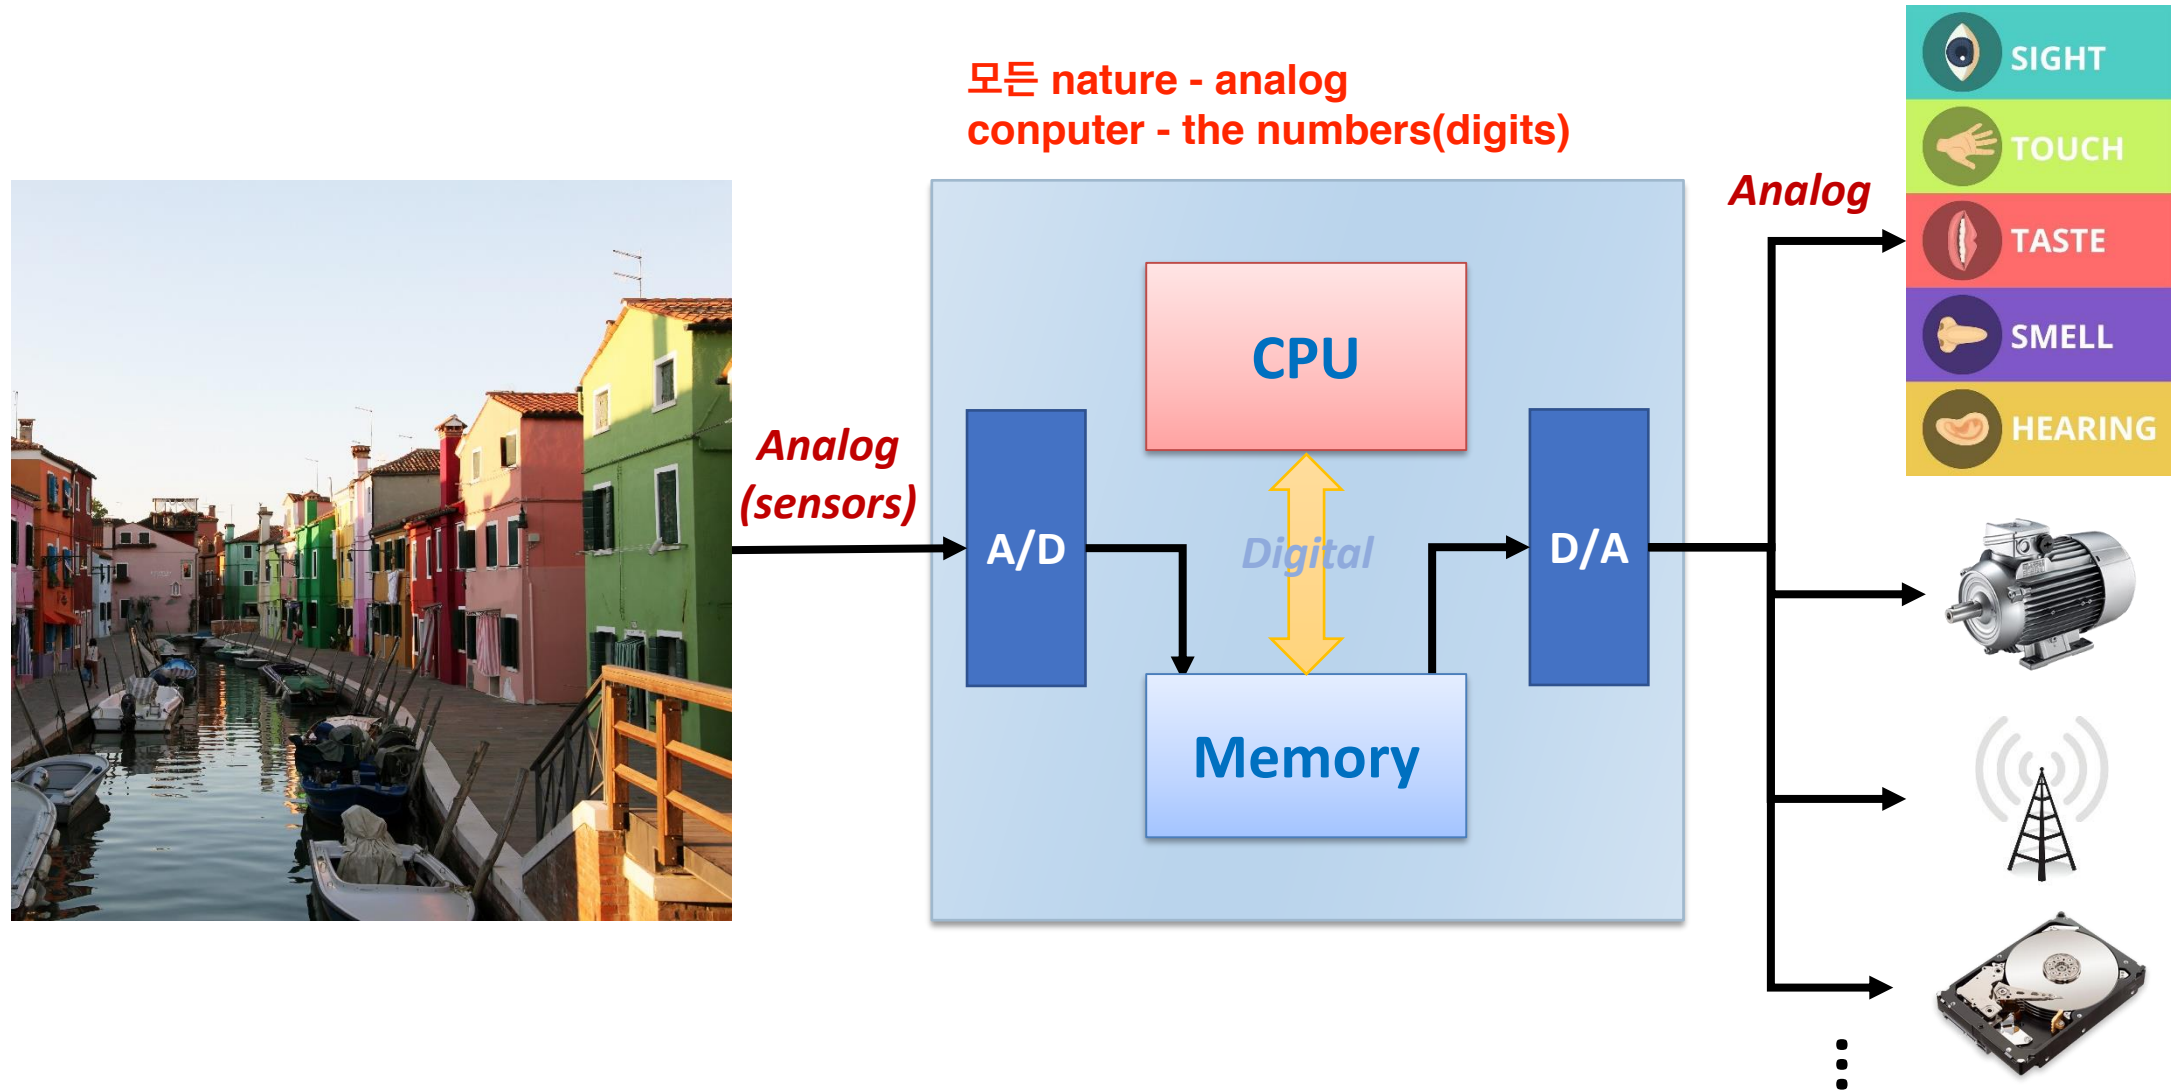 모든 nature - analog
conputer - the numbers(digits)
Analog
(sensors)
A/D
CPU
Digital
Memory
D/A
Analog
SIGHT
TOUCH
TASTE
SMELL
HEARING